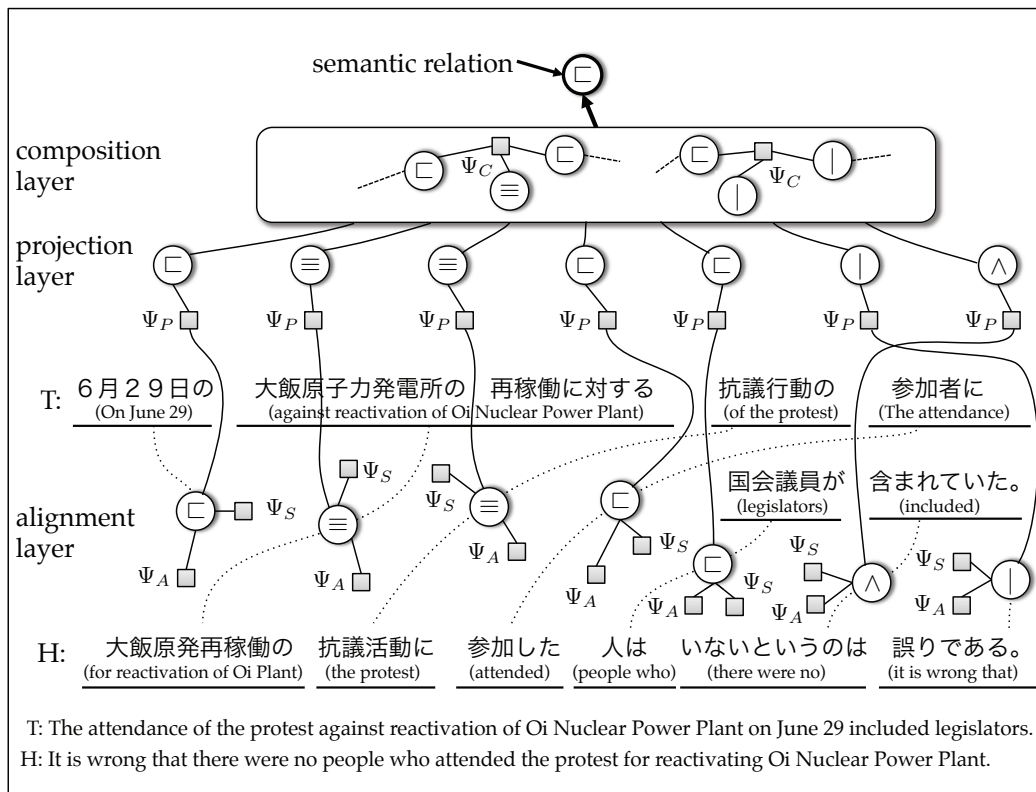 semantic relation
⊏
composition layer
⊏ Ψ_C ⊏ ≡ ⊏ Ψ_C | |
projection layer
⊏ ≡ ≡ ⊏ ⊏ | ∧
Ψ_P Ψ_P Ψ_P Ψ_P Ψ_P Ψ_P Ψ_P
T: 6月29日の 大飯原子力発電所の 再稼働に対する 抗議行動の 参加者に
(On June 29) (against reactivation of Oi Nuclear Power Plant) (of the protest) (The attendance)
国会議員が 含まれていた。
(legislators) (included)
alignment layer
⊏ Ψ_S ≡ Ψ_S ≡ Ψ_S ⊏ Ψ_S ⊏ Ψ_S ∧ Ψ_S | Ψ_S
Ψ_A Ψ_A Ψ_A Ψ_A Ψ_A Ψ_A Ψ_A
H: 大飯原発再稼働の 抗議活動に 参加した 人は いないというのは 誤りである。
(for reactivation of Oi Plant) (the protest) (attended) (people who) (there were no) (it is wrong that)
T: The attendance of the protest against reactivation of Oi Nuclear Power Plant on June 29 included legislators.
H: It is wrong that there were no people who attended the protest for reactivating Oi Nuclear Power Plant.